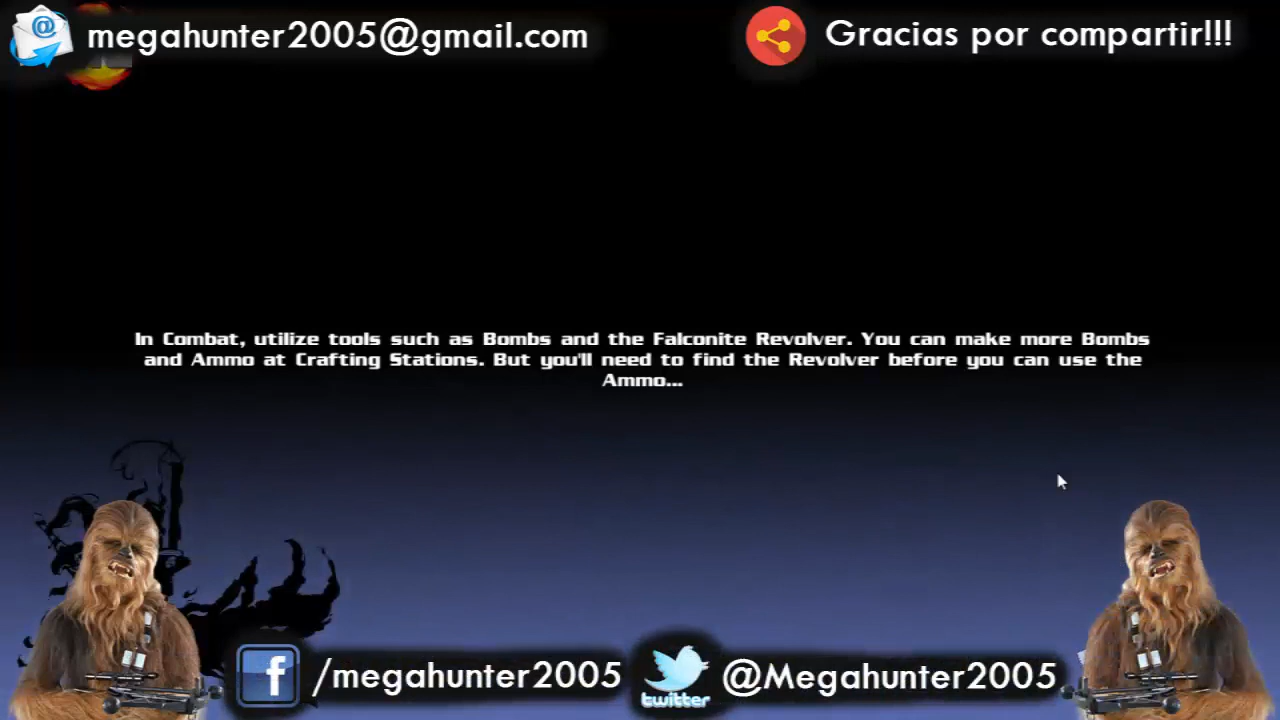 megahunter2005@gmail.com
Gracias por compartir!!!
In Combat, utilize tools such as Bombs and the Falconite Revolver. You can make more Bombs
and Ammo at Crafting Stations. But you'll need to find the Revolver before you can use the
Ammo...
f /megahunter2005
twitter @Megahunter2005